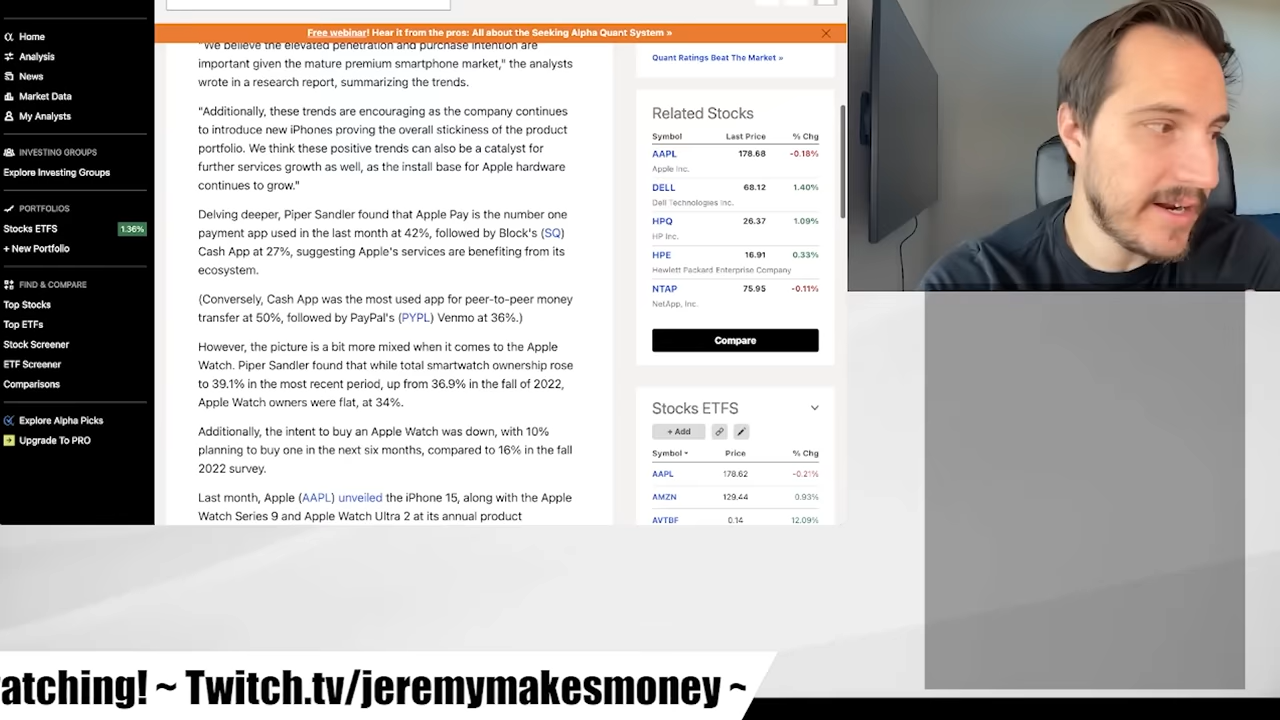 Home
Analysis
News
Market Data
My Analysts
INVESTING GROUPS
Explore Investing Groups
PORTFOLIOS
Stocks ETFS 1.36%
+ New Portfolio
FIND & COMPARE
Top Stocks
Top ETFs
Stock Screener
ETF Screener
Comparisons
Explore Alpha Picks
Upgrade To PRO
Free webinar! Hear it from the pros: All about the Seeking Alpha Quant System »
"We believe the elevated penetration and purchase intention are
important given the mature premium smartphone market," the analysts
wrote in a research report, summarizing the trends.
"Additionally, these trends are encouraging as the company continues
to introduce new iPhones proving the overall stickiness of the product
portfolio. We think these positive trends can also be a catalyst for
further services growth as well, as the install base for Apple hardware
continues to grow."
Delving deeper, Piper Sandler found that Apple Pay is the number one
payment app used in the last month at 42%, followed by Block's (SQ)
Cash App at 27%, suggesting Apple's services are benefiting from its
ecosystem.
(Conversely, Cash App was the most used app for peer-to-peer money
transfer at 50%, followed by PayPal's (PYPL) Venmo at 36%.)
However, the picture is a bit more mixed when it comes to the Apple
Watch. Piper Sandler found that while total smartwatch ownership rose
to 39.1% in the most recent period, up from 36.9% in the fall of 2022,
Apple Watch owners were flat, at 34%.
Additionally, the intent to buy an Apple Watch was down, with 10%
planning to buy one in the next six months, compared to 16% in the fall
2022 survey.
Last month, Apple (AAPL) unveiled the iPhone 15, along with the Apple
Watch Series 9 and Apple Watch Ultra 2 at its annual product
Quant Ratings Beat The Market »
Related Stocks
Symbol Last Price % Chg
AAPL 178.68 -0.18%
Apple Inc.
DELL 68.12 1.40%
Dell Technologies Inc.
HPQ 26.37 1.09%
HP Inc.
HPE 16.91 0.33%
Hewlett Packard Enterprise Company
NTAP 75.95 -0.11%
NetApp, Inc.
Compare
Stocks ETFS
+ Add
Symbol Price % Chg
AAPL 178.62 -0.21%
AMZN 129.44 0.93%
AVTBF 0.14 12.09%
atching! ~ Twitch.tv/jeremymakesmoney ~